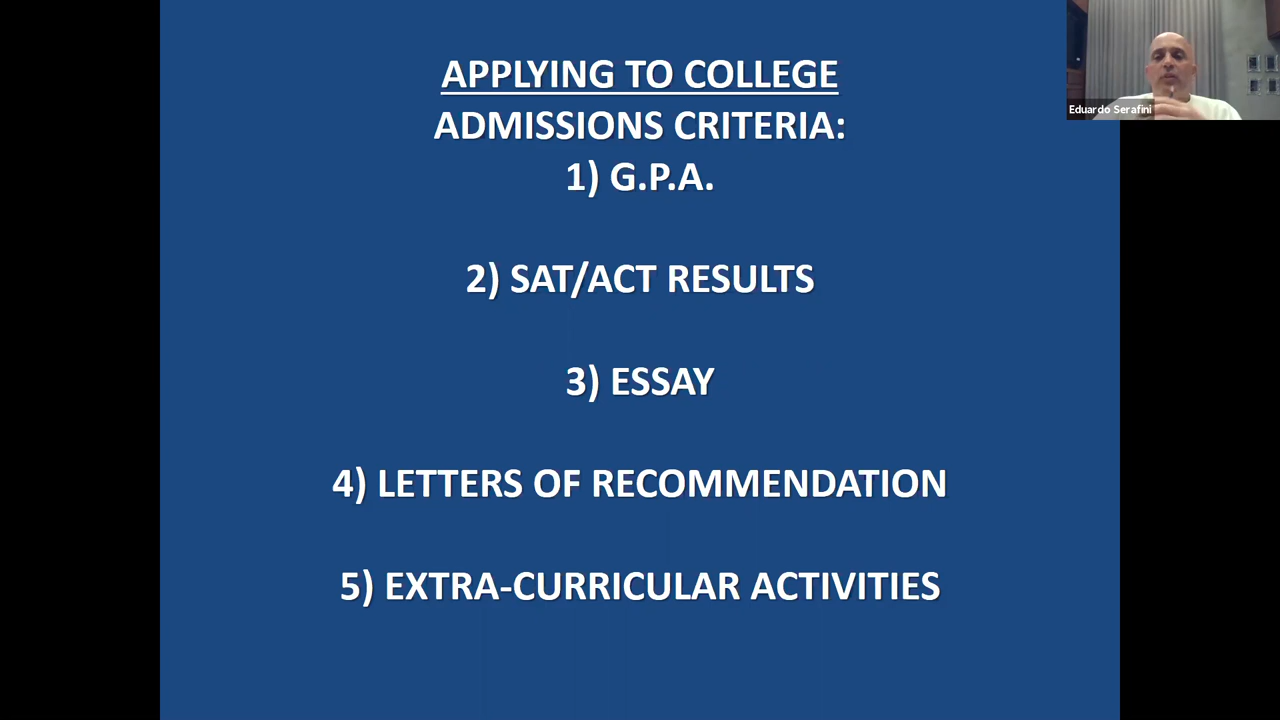 APPLYING TO COLLEGE
ADMISSIONS CRITERIA:
1) G.P.A.
2) SAT/ACT RESULTS
3) ESSAY
4) LETTERS OF RECOMMENDATION
5) EXTRA-CURRICULAR ACTIVITIES
Eduardo Serafini